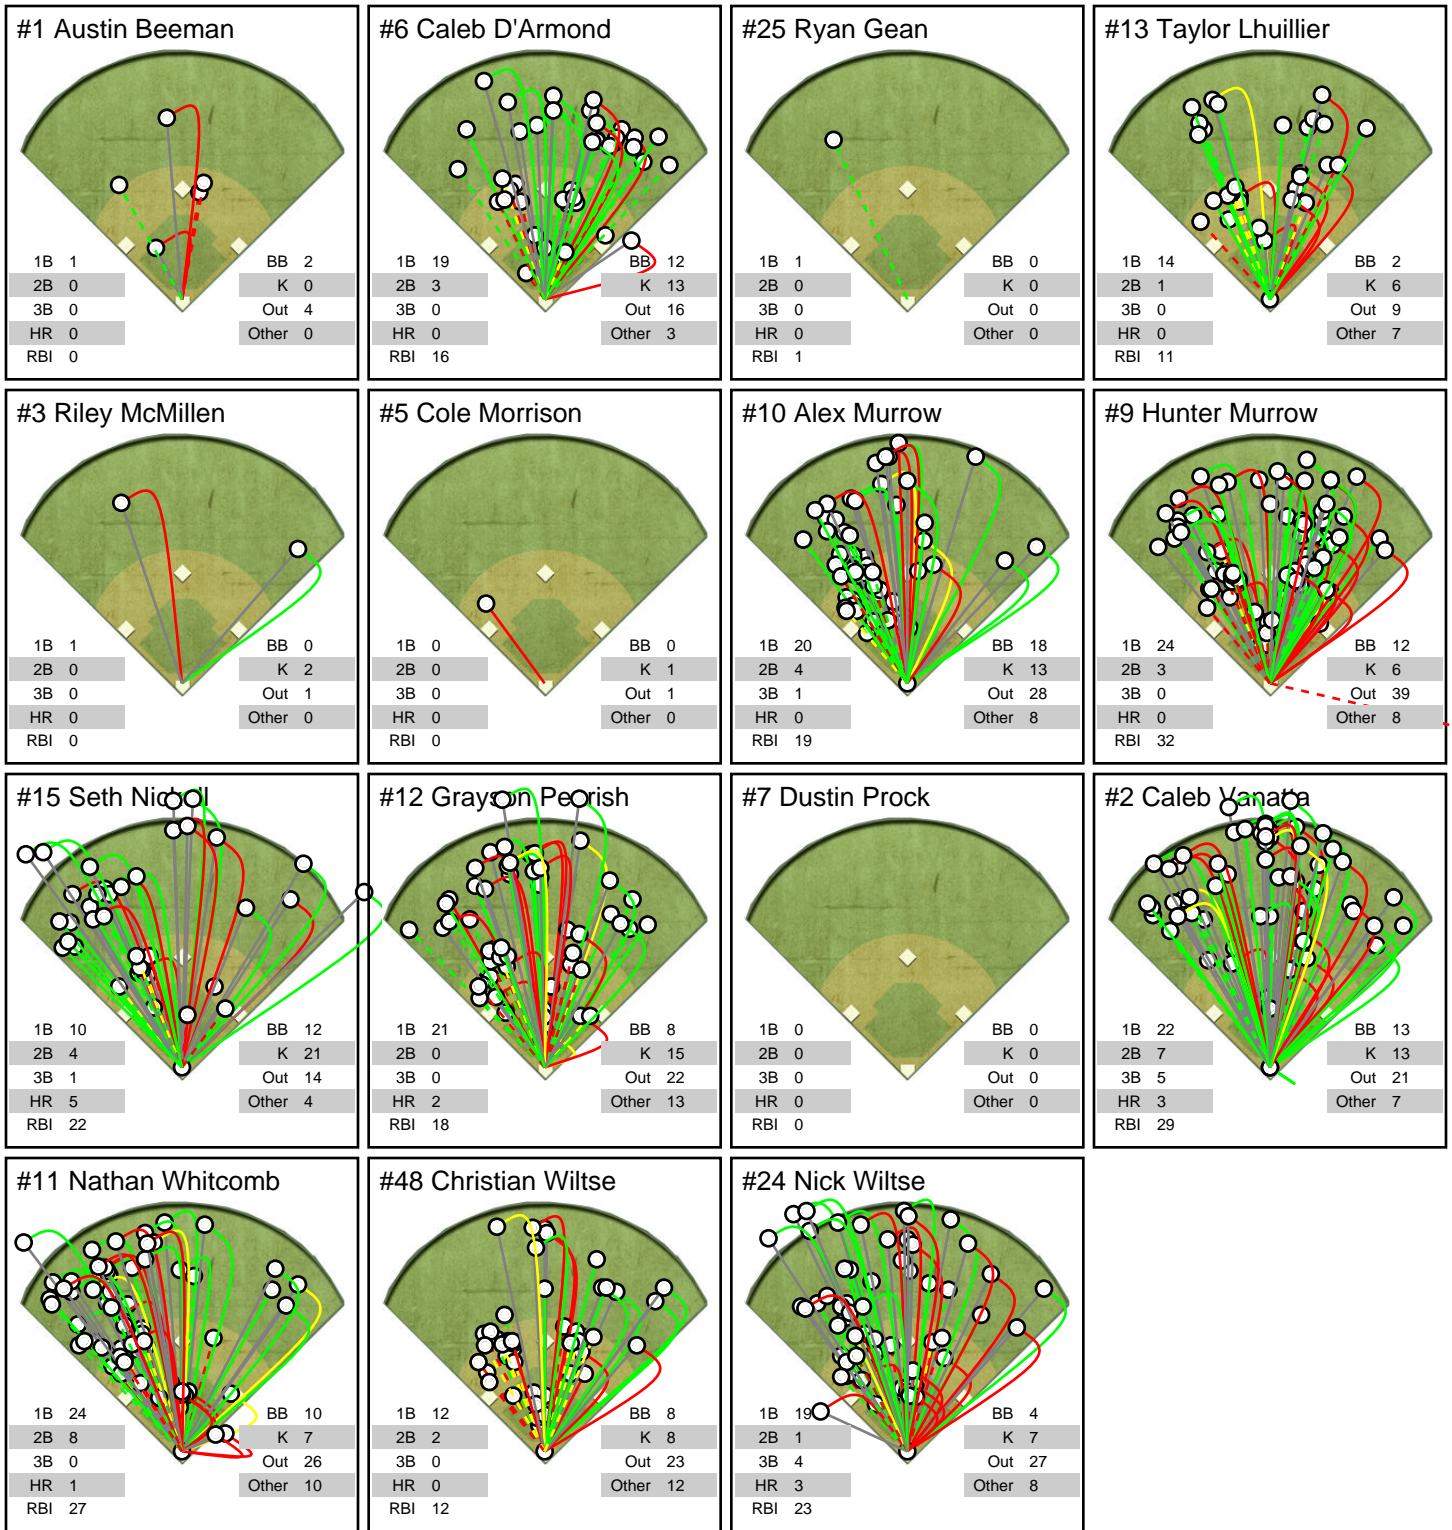 #1 Austin Beeman
1B 1 BB 2
2B 0 K 0
3B 0 Out 4
HR 0 Other 0
RBI 0
#6 Caleb D'Armond
1B 19 BB 12
2B 3 K 13
3B 0 Out 16
HR 0 Other 3
RBI 16
#25 Ryan Gean
1B 1 BB 0
2B 0 K 0
3B 0 Out 0
HR 0 Other 0
RBI 1
#13 Taylor Lhuillier
1B 14 BB 2
2B 1 K 6
3B 0 Out 9
HR 0 Other 7
RBI 11
#3 Riley McMillen
1B 1 BB 0
2B 0 K 2
3B 0 Out 1
HR 0 Other 0
RBI 0
#5 Cole Morrison
1B 0 BB 0
2B 0 K 1
3B 0 Out 1
HR 0 Other 0
RBI 0
#10 Alex Murrow
1B 20 BB 18
2B 4 K 13
3B 1 Out 28
HR 0 Other 8
RBI 19
#9 Hunter Murrow
1B 24 BB 12
2B 3 K 6
3B 0 Out 39
HR 0 Other 8
RBI 32
#15 Seth
1B 10 BB 12
2B 4 K 21
3B 1 Out 14
HR 5 Other 4
RBI 22
#12 Grayson
1B 21 BB 8
2B 0 K 15
3B 0 Out 22
HR 2 Other 13
RBI 18
#7 Dustin Prock
1B 0 BB 0
2B 0 K 0
3B 0 Out 0
HR 0 Other 0
RBI 0
#2 Caleb Vanatta
1B 22 BB 13
2B 7 K 13
3B 5 Out 21
HR 3 Other 7
RBI 29
#11 Nathan Whitcomb
1B 24 BB 10
2B 8 K 7
3B 0 Out 26
HR 1 Other 10
RBI 27
#48 Christian Wiltse
1B 12 BB 8
2B 2 K 8
3B 0 Out 23
HR 0 Other 12
RBI 12
#24 Nick Wiltse
1B 19 BB 4
2B 1 K 7
3B 4 Out 27
HR 3 Other 8
RBI 23